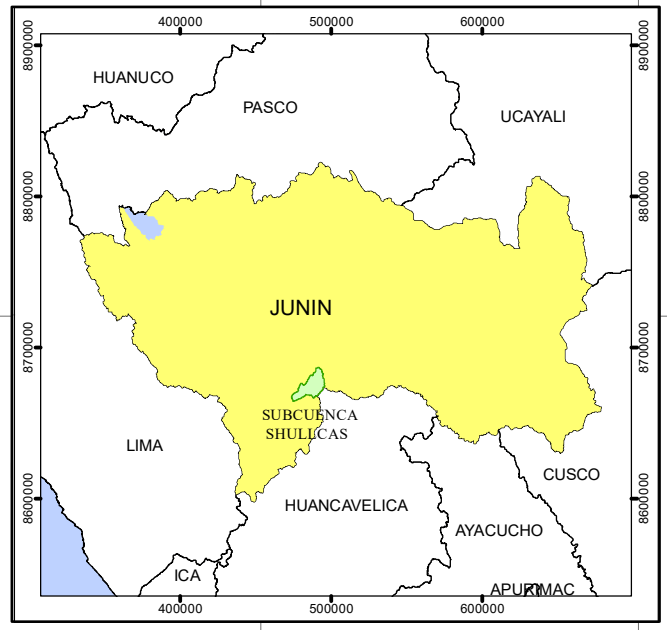 400000 500000 600000
8900000
8900000
HUANUCO
PASCO
UCAYALI
8800000
8800000
JUNIN
8700000
8700000
SUBCUENCA
SHULLCAS
LIMA
CUSCO
HUANCAVELICA
8600000
8600000
AYACUCHO
ICA
APURIMAC
400000 500000 600000